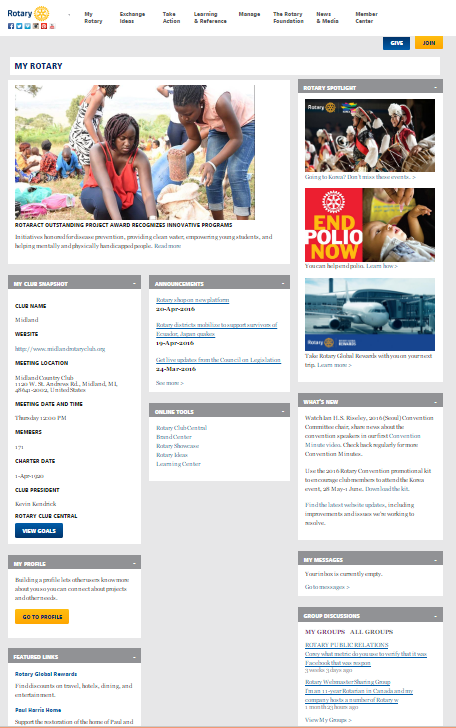 Rotary
My Rotary
Exchange Ideas
Take Action
Learning & Reference
Manage
The Rotary Foundation
News & Media
Member Center
GIVE
JOIN
MY ROTARY
ROTARACT OUTSTANDING PROJECT AWARD RECOGNIZES INNOVATIVE PROGRAMS
Initiatives honored for disease prevention, providing clean water, empowering young students, and
helping mentally and physically handicapped people. Read more
MY CLUB SNAPSHOT
CLUB NAME
Midland
WEBSITE
http://www.midlandrotaryclub.org
MEETING LOCATION
Midland Country Club
1120 W. St. Andrews Rd., Midland, MI,
48641-2002, United States
MEETING DATE AND TIME
Thursday 12:00 PM
MEMBERS
171
CHARTER DATE
1-Apr-1920
CLUB PRESIDENT
Kevin Kendrick
ROTARY CLUB CENTRAL
VIEW GOALS
MY PROFILE
Building a profile lets other users know more
about you so you can connect about projects
and other needs.
GO TO PROFILE
FEATURED LINKS
Rotary Global Rewards
Find discounts on travel, hotels, dining, and
entertainment.
Paul Harris Home
Support the restoration of the home of Paul and
ANNOUNCEMENTS
Rotary shop on new platform
20-Apr-2016
Rotary districts mobilize to support survivors of
Ecuador, Japan quakes
19-Apr-2016
Get live updates from the Council on Legislation
24-Mar-2016
See more >
ONLINE TOOLS
Rotary Club Central
Brand Center
Rotary Showcase
Rotary Ideas
Learning Center
ROTARY SPOTLIGHT
Rotary
Going to Korea? Don't miss these events. >
END
POLIO
NOW
You can help end polio. Learn how >
Take Rotary Global Rewards with you on your next
trip. Learn more >
WHAT'S NEW
Watch Ker H.S. Rossley, 2016 (Seoul) Convention
Committee chair, share news about the
convention speakers in our first Convention
Minute video. Check back regularly for more
Convention Minutes.
Use the 2016 Rotary Convention promotional kit
to encourage club members to attend the Korea
event, 28 May-1 June. Download the kit.
Find the latest website updates, including
improvements and issues we're working to
resolve.
MY MESSAGES
Your inbox is currently empty.
Go to messages >
GROUP DISCUSSIONS
MY GROUPS ALL GROUPS
ROTARY PUBLIC RELATIONS
what metric do you use to verify that it was
Facebook that was
3 weeks 3 days ago
Rotary Webmaster Sharing Group
I'm an 11-year Rotarian in Canada and my
company hosts a number of Rotary w
1 month 23 hours ago
View My Groups >